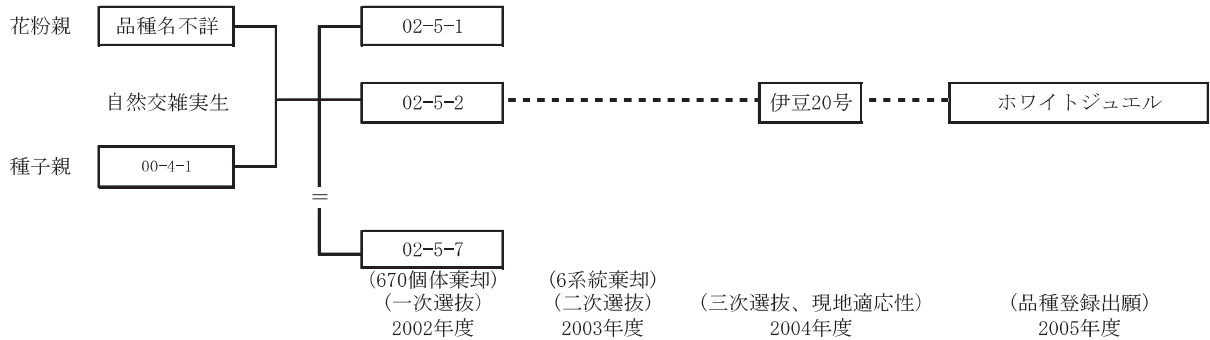 花粉親
品種名不詳
02-5-1
自然交雑実生
02-5-2
伊豆20号
ホワイトジュエル
種子親
00-4-1
=
02-5-7
(670個体棄却)
(6系統棄却)
(一次選抜)
(二次選抜)
(三次選抜、現地適応性)
(品種登録出願)
2002年度
2003年度
2004年度
2005年度